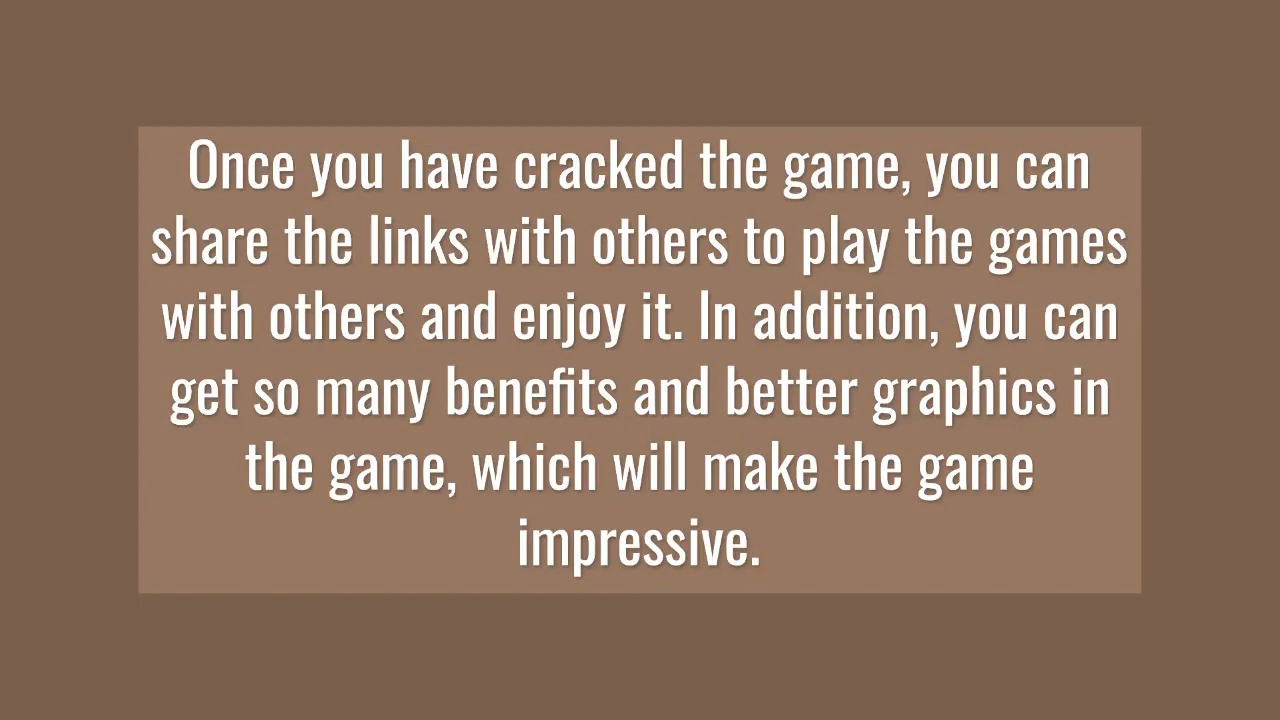 Once you have cracked the game, you can
share the links with others to play the games
with others and enjoy it. In addition, you can
get so many benefits and better graphics in
the game, which will make the game
impressive.